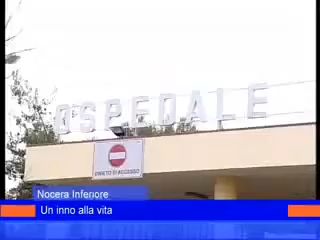 OSPEDALE
DIVIETO DI ACCESSO
Nocera Inferiore
Un inno alla vita